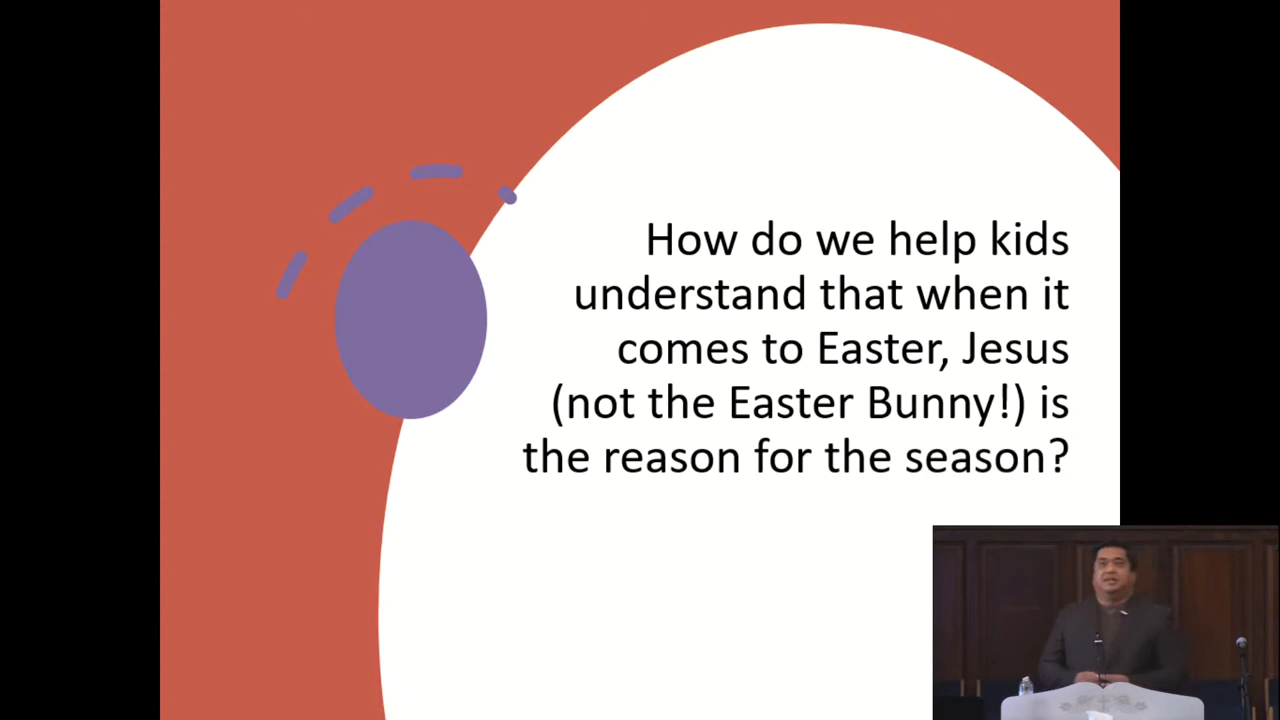 How do we help kids
understand that when it
comes to Easter, Jesus
(not the Easter Bunny!) is
the reason for the season?